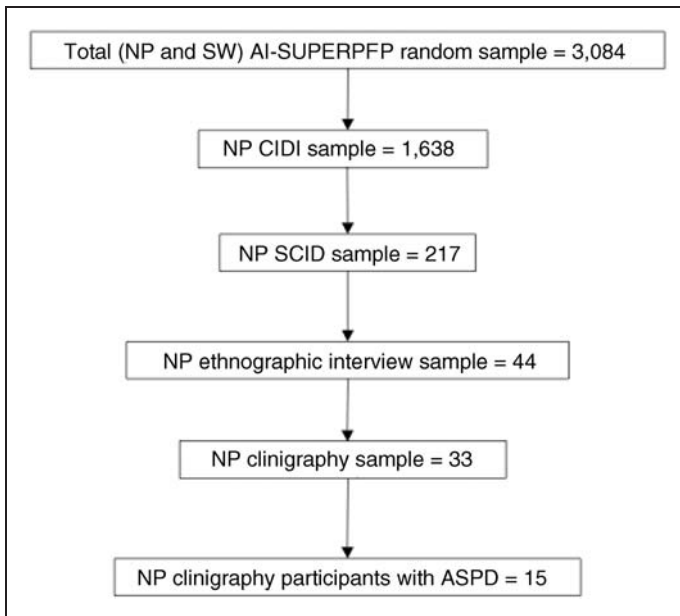 Total (NP and SW) AI-SUPERPFP random sample = 3,084
NP CIDI sample = 1,638
NP SCID sample = 217
NP ethnographic interview sample = 44
NP clinigraphy sample = 33
NP clinigraphy participants with ASPD = 15